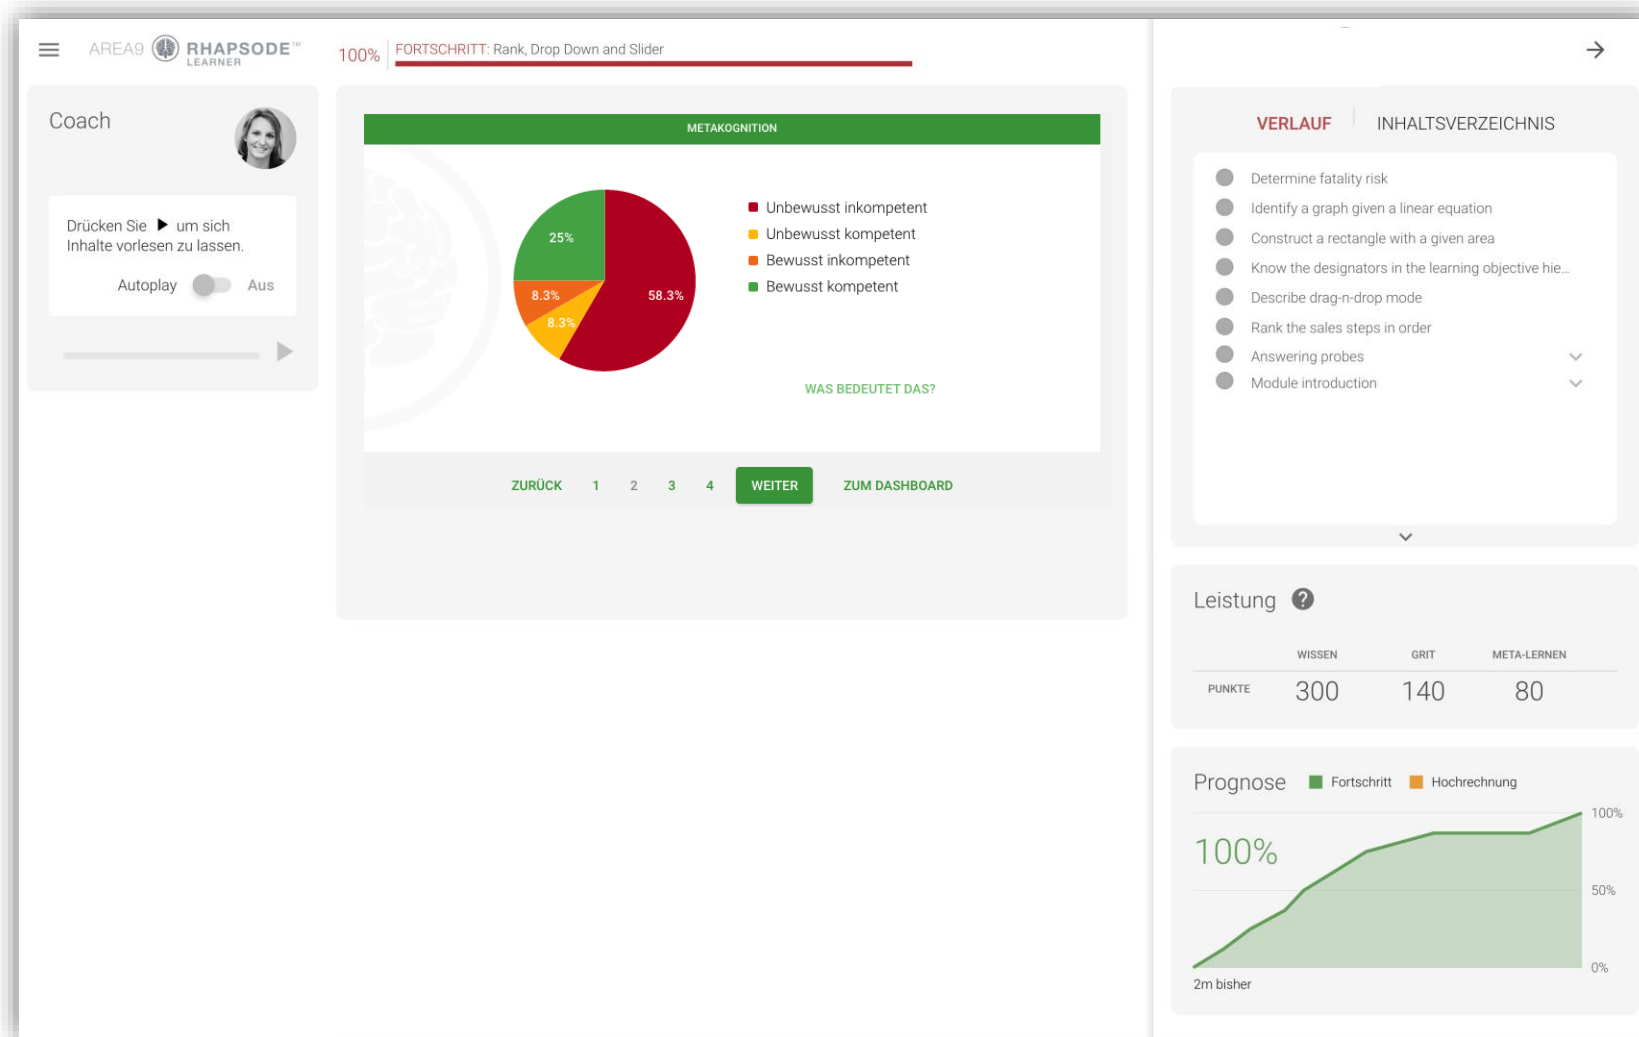 AREA9 RHAPSODE™
LEARNER
100% FORTSCHRITT: Rank, Drop Down and Slider
Coach
Drücken Sie ▶ um sich
Inhalte vorlesen zu lassen.
Autoplay Aus
METAKOGNITION
25%
8.3%
8.3%
58.3%
Unbewusst inkompetent
Unbewusst kompetent
Bewusst inkompetent
Bewusst kompetent
WAS BEDEUTET DAS?
ZURÜCK 1 2 3 4 WEITER ZUM DASHBOARD
VERLAUF INHALTSVERZEICHNIS
Determine fatality risk
Identify a graph given a linear equation
Construct a rectangle with a given area
Know the designators in the learning objective hie...
Describe drag-n-drop mode
Rank the sales steps in order
Answering probes
Module introduction
Leistung ?
WISSEN GRIT META-LERNEN
PUNKTE 300 140 80
Prognose Fortschritt Hochrechnung
100%
100%
50%
0%
2m bisher